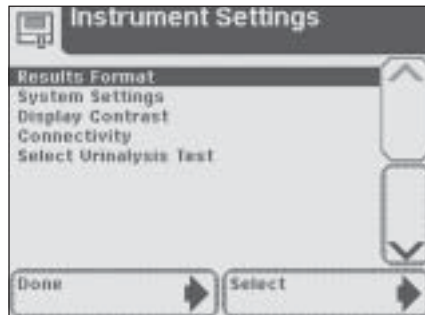 Instrument Settings
Results Format
System Settings
Display Contrast
Connectivity
Select Urinalysis Test
Done
Select